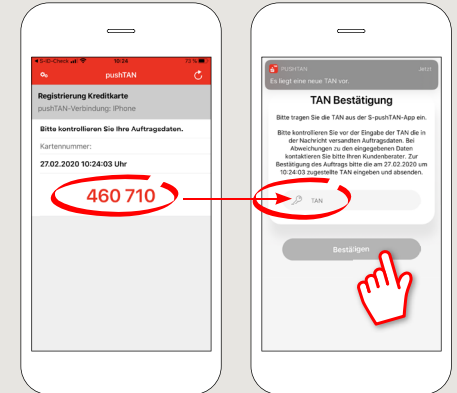 S-ID-Check
10:24
73 %
pushTAN
Registrierung Kreditkarte
pushTAN-Verbindung: IPhone
Bitte kontrollieren Sie Ihre Auftragsdaten.
Kartennummer:
27.02.2020 10:24:03 Uhr
460 710
PUSHTAN
Jetzt
Es liegt eine neue TAN vor.
TAN Bestätigung
Bitte tragen Sie die TAN aus der S-pushTAN-App ein.
Bitte kontrollieren Sie vor der Eingabe der TAN die in
der Nachricht versandten Auftragsdaten. Bei
Abweichungen zu den eingegebenen Daten
kontaktieren Sie bitte Ihren Kundenberater. Zur
Bestätigung des Auftrags bitte die am 27.02.2020 um
10:24:03 zugestellte TAN eingeben und absenden.
TAN
Bestätigen